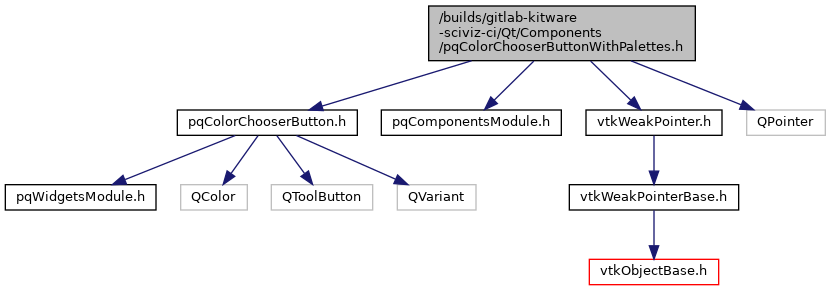 /builds/gitlab-kitware
-sciviz-ci/Qt/Components
/pqColorChooserButtonWithPalettes.h
pqColorChooserButton.h
pqComponentsModule.h
vtkWeakPointer.h
QPointer
pqWidgetsModule.h
QColor
QToolButton
QVariant
vtkWeakPointerBase.h
vtkObjectBase.h